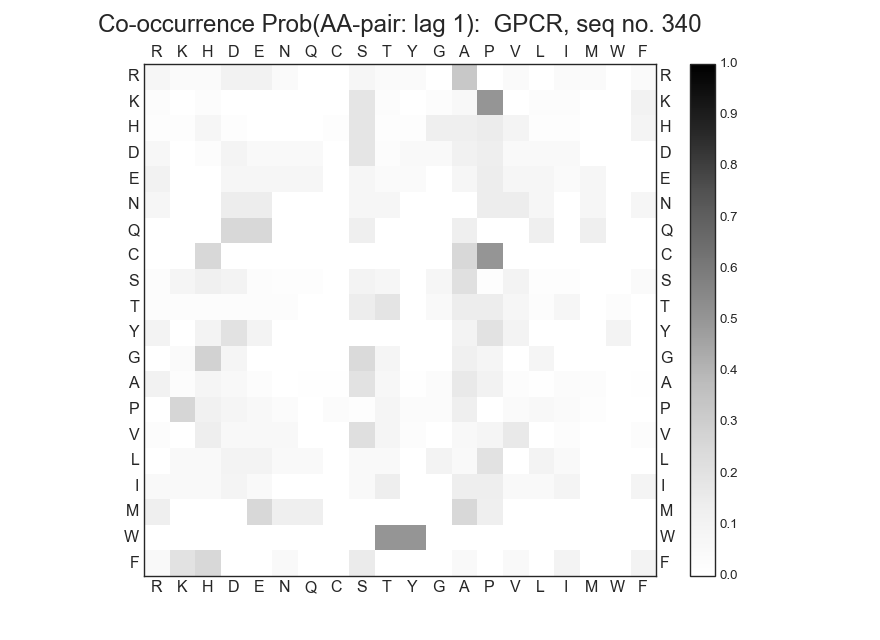 Co-occurrence Prob(AA-pair: lag 1):  GPCR, seq no. 340
R K H D E N Q C S T Y G A P V L I M W F
1.0
R R
0.9
K K
H H
0.8
D D
E E
0.7
N N
0.6
Q Q
C C
0.5
S S
T T
Y Y
0.4
G G
A A
0.3
P P
V V
0.2
L L
I I
0.1
M M
W W
F F
0.0
R K H D E N Q C S T Y G A P V L I M W F